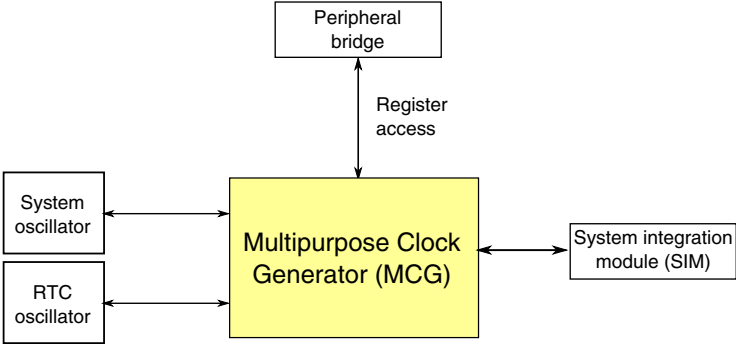 Peripheral
bridge
Register
access
System
oscillator
Multipurpose Clock
Generator (MCG)
System integration
module (SIM)
RTC
oscillator